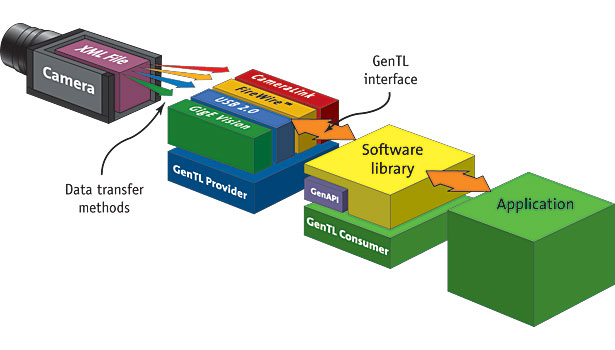 XML File
Camera
Data transfer
methods
CameraLink
FireWire™
USB 2.0
GigE Vision
GenTL Provider
GenTL
interface
Software
library
GenAPI
GenTL Consumer
Application